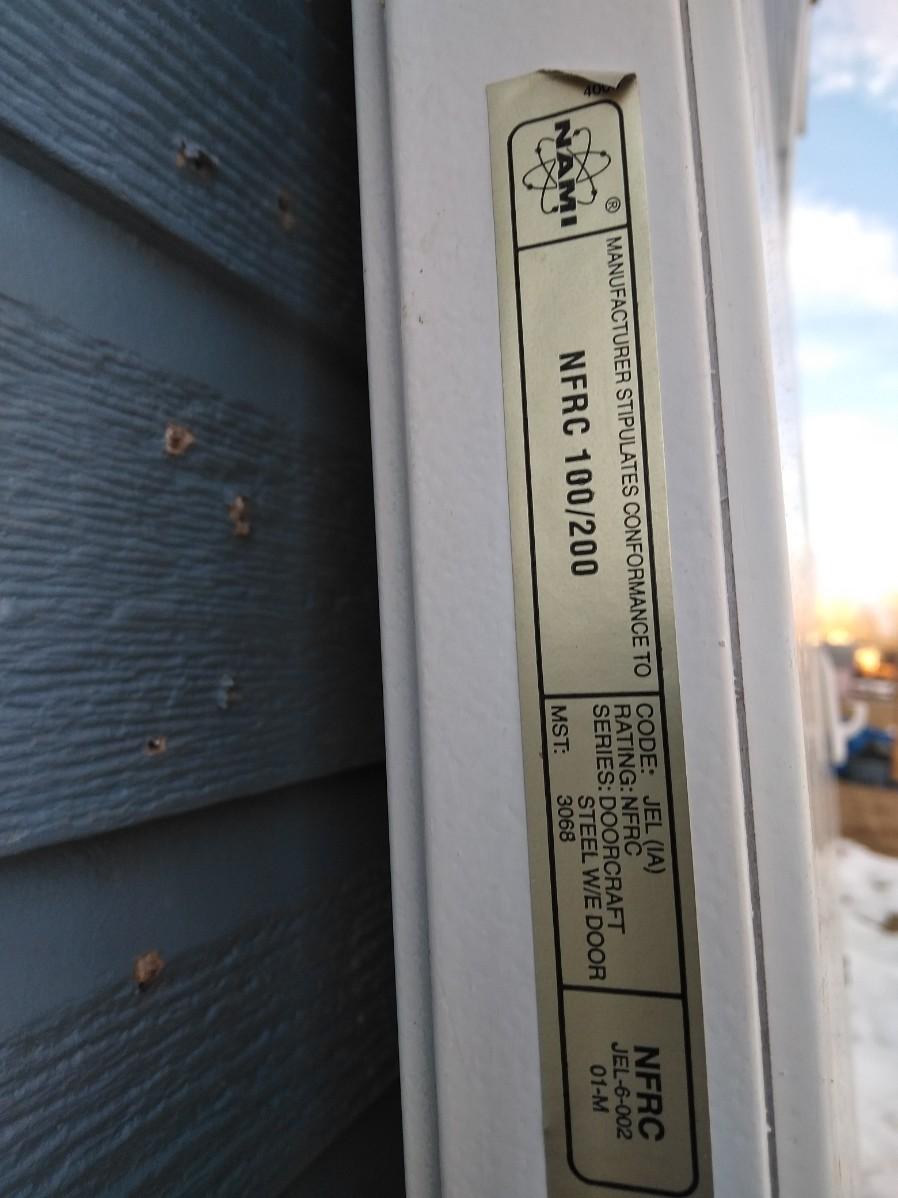 NAMI
®
MANUFACTURER STIPULATES CONFORMANCE TO
NFRC 100/200
CODE: JEL (IA)
RATING: NFRC
SERIES: DOORCRAFT
STEEL W/E DOOR
MST: 3068
NFRC
JEL-6-002
01-M